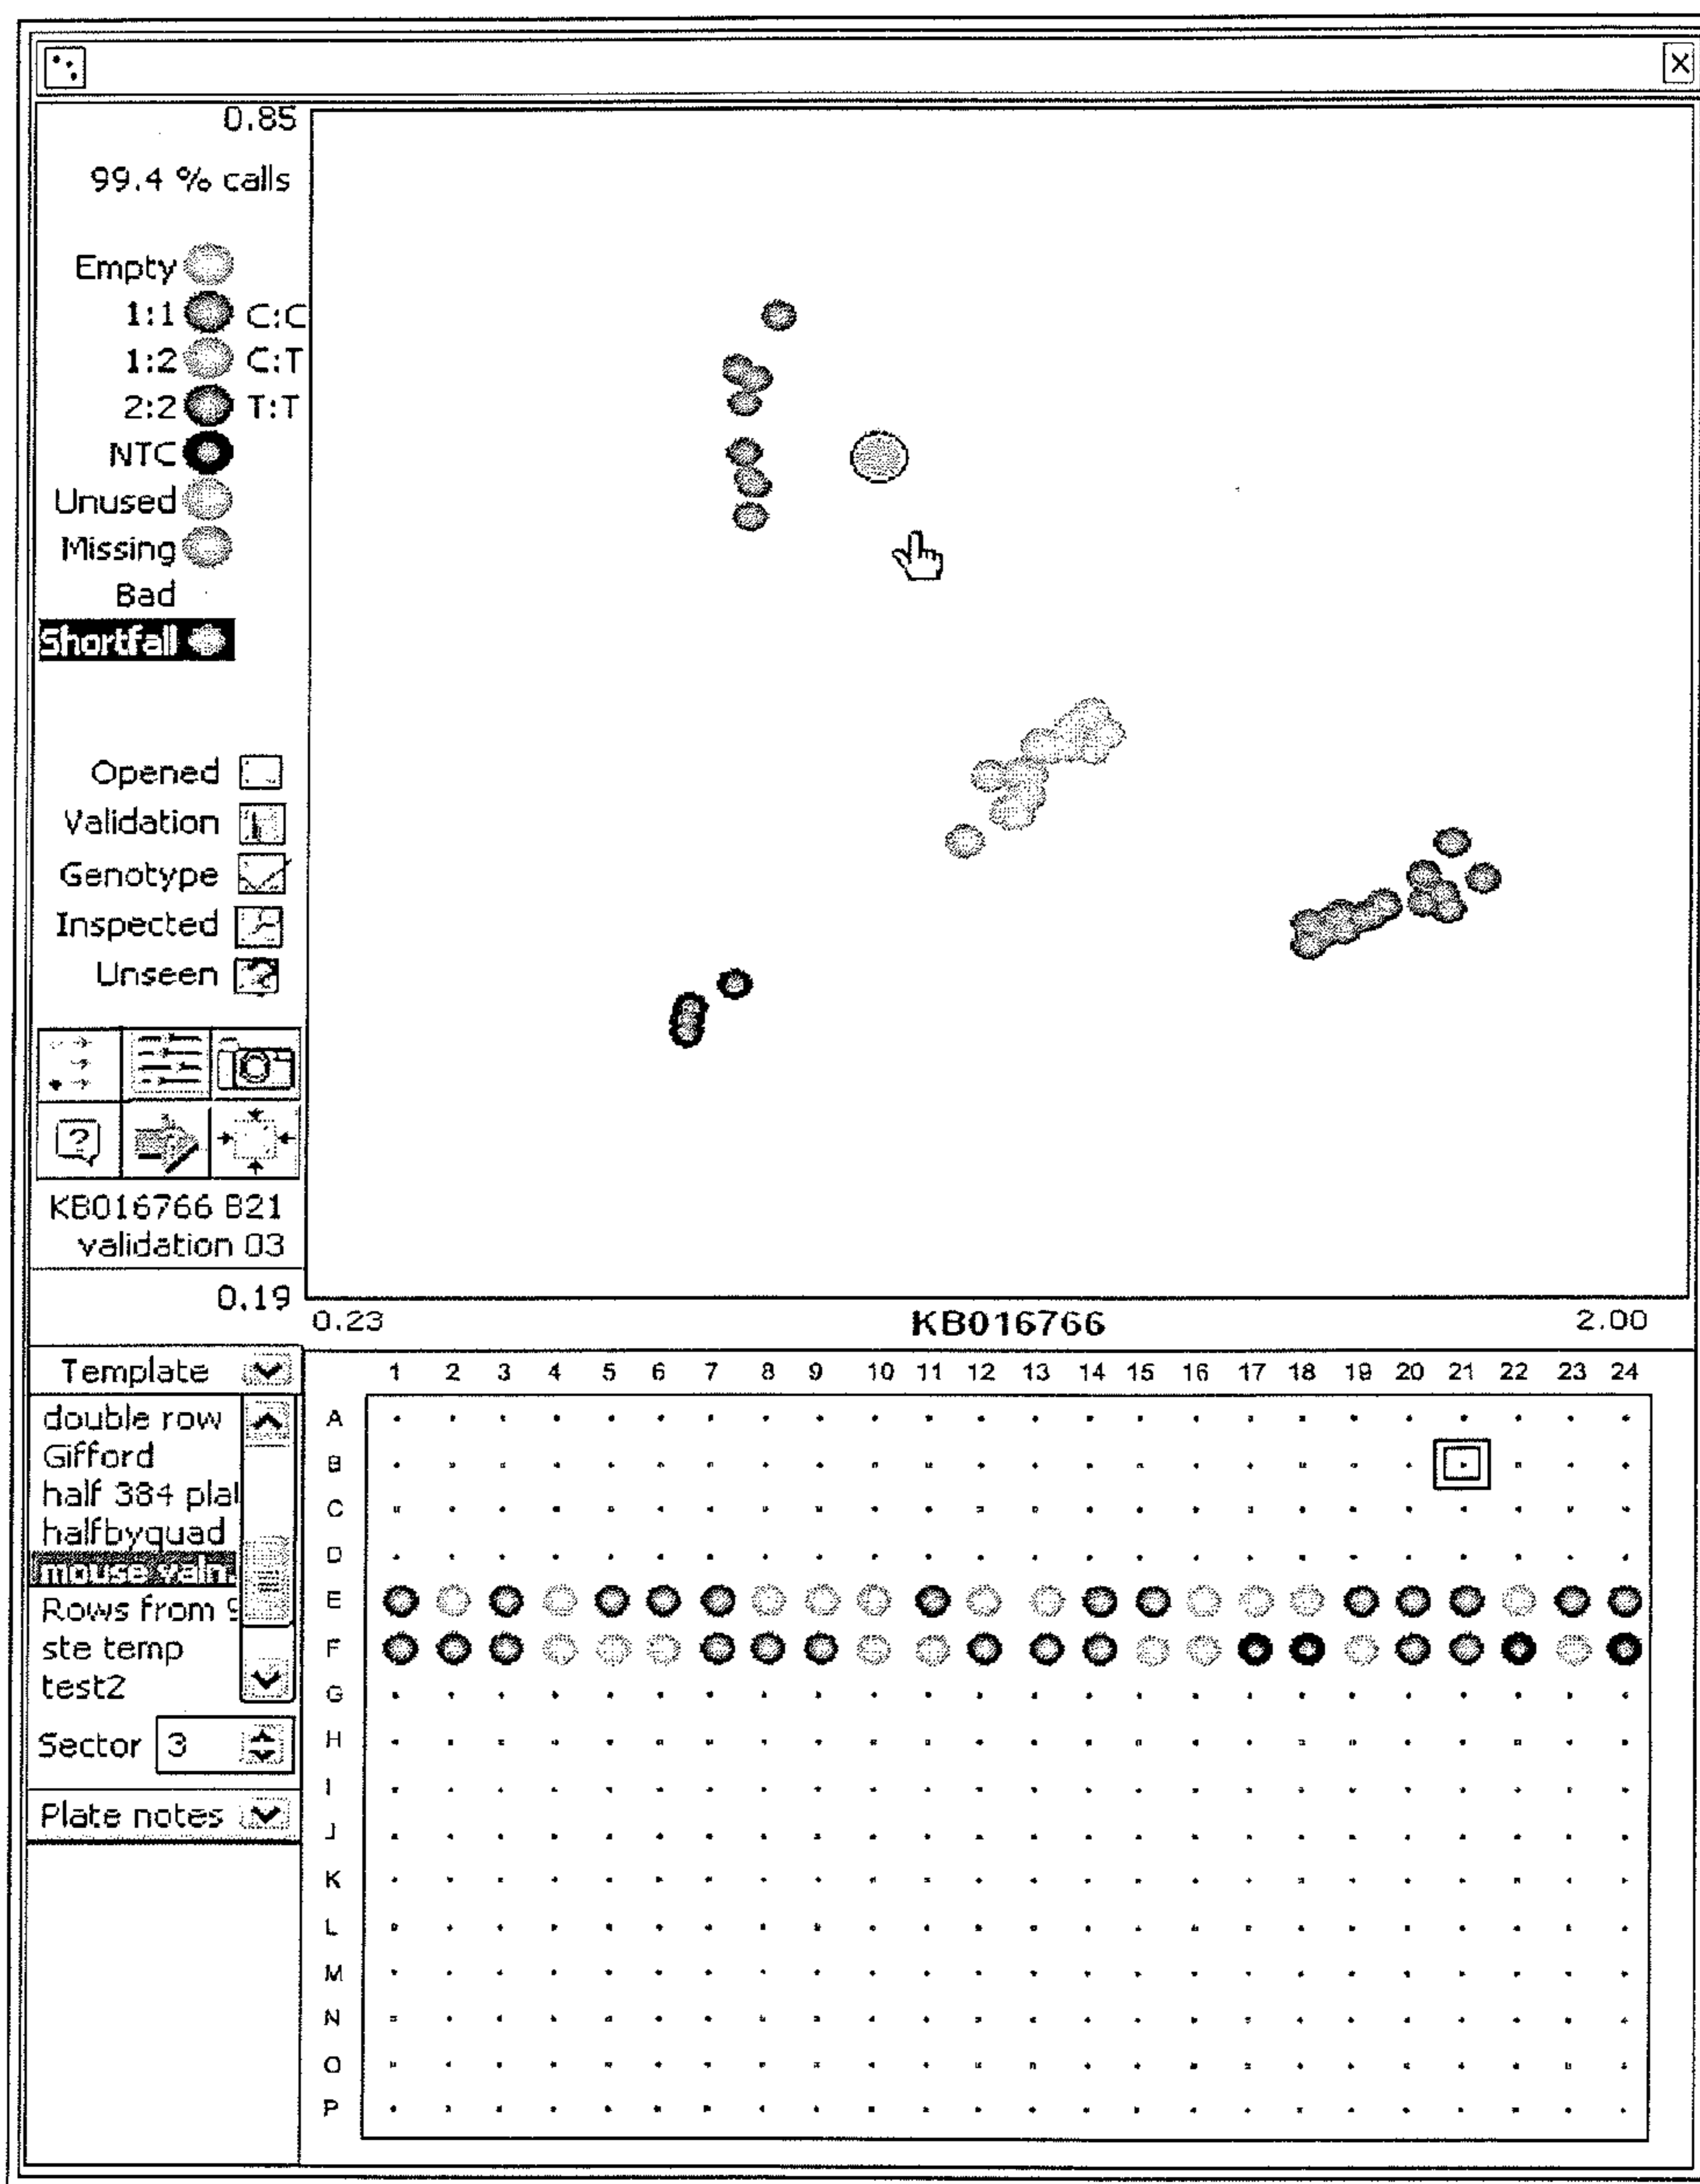 0.85
99.4 % calls
Empty
1:1 C:C
1:2 C:T
2:2 T:T
NTC
Unused
Missing
Bad
Shortfall
Opened
Validation
Genotype
Inspected
Unseen
KB016766 B21
validation 03
0.19
0.23 KB016766 2.00
Template
double row
Gifford
half 384 plat
halfbyquad
mouse valn.
Rows from 9
ste temp
test2
Sector 3
Plate notes
1 2 3 4 5 6 7 8 9 10 11 12 13 14 15 16 17 18 19 20 21 22 23 24
A
B
C
D
E
F
G
H
I
J
K
L
M
N
O
P